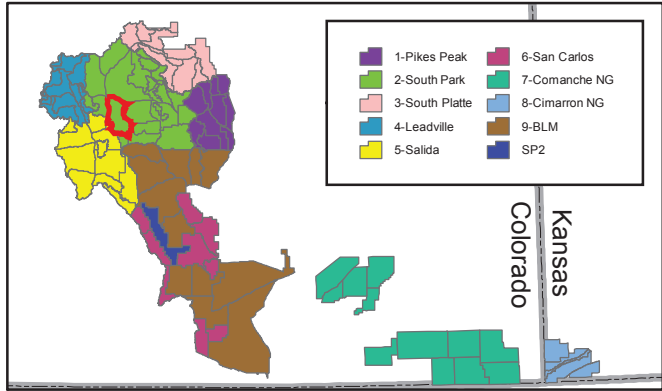 1-Pikes Peak
2-South Park
3-South Platte
4-Leadville
5-Salida
6-San Carlos
7-Comanche NG
8-Cimarron NG
9-BLM
SP2
Colorado
Kansas